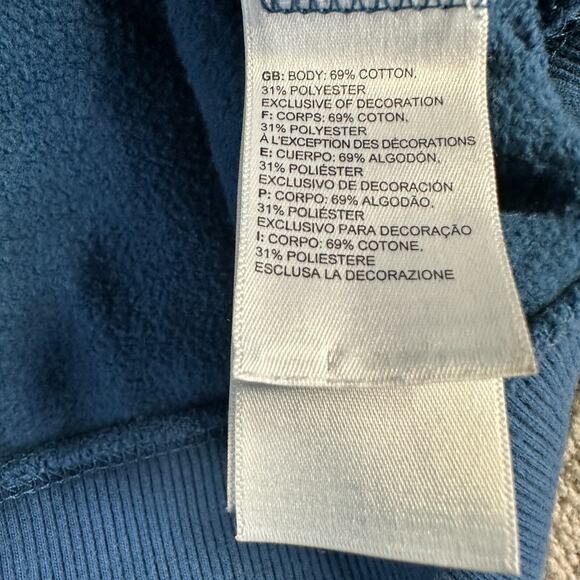 GB: BODY: 69% COTTON,
31% POLYESTER
EXCLUSIVE OF DECORATION
F: CORPS: 69% COTON,
31% POLYESTER
À L'EXCEPTION DES DÉCORATIONS
E: CUERPO: 69% ALGODÓN,
31% POLIÉSTER
EXCLUSIVO DE DECORACIÓN
P: CORPO: 69% ALGODÃO,
31% POLIÉSTER
EXCLUSIVO PARA DECORAÇÃO
I: CORPO: 69% COTONE,
31% POLIESTERE
ESCLUSA LA DECORAZIONE